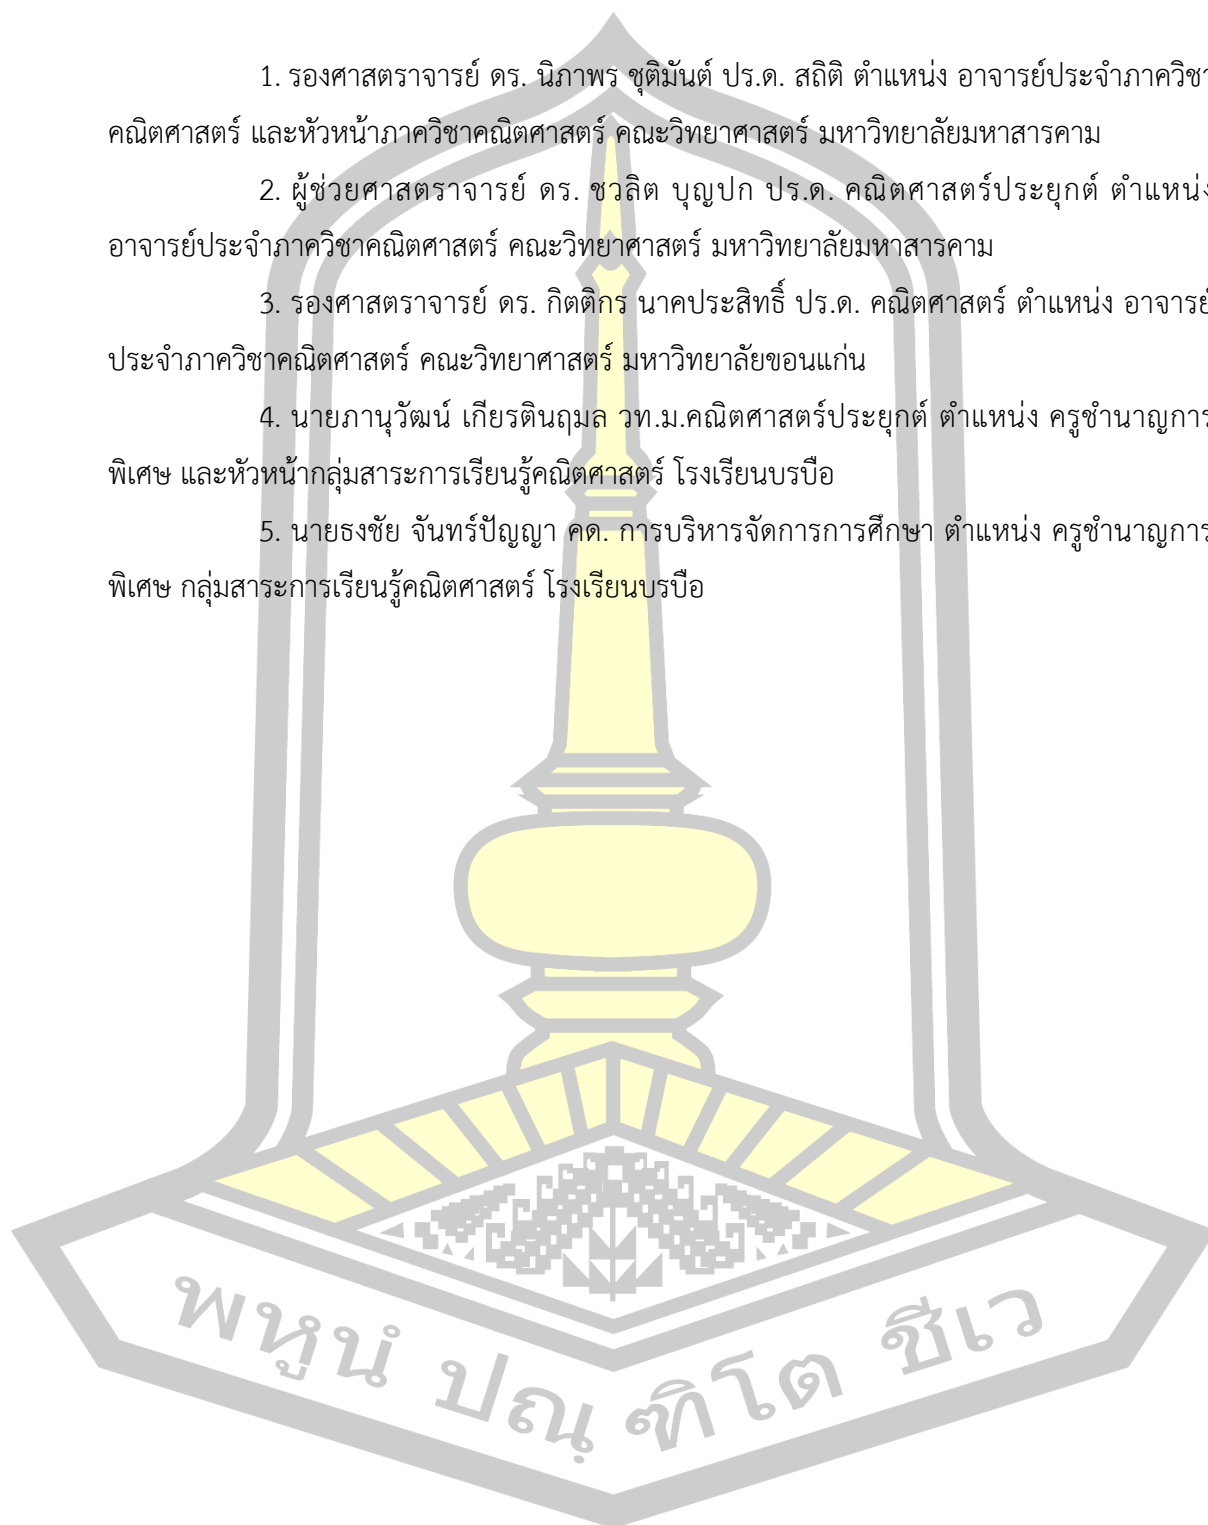 1. รองศาสตราจารย์ ดร. นิภาพร ชุติมันต์ ปร.ด. สถิติ ตำแหน่ง อาจารย์ประจำภาควิชา
คณิตศาสตร์ และหัวหน้าภาควิชาคณิตศาสตร์ คณะวิทยาศาสตร์ มหาวิทยาลัยมหาสารคาม
2. ผู้ช่วยศาสตราจารย์ ดร. ชวลิต บุญปก ปร.ด. คณิตศาสตร์ประยุกต์ ตำแหน่ง
อาจารย์ประจำภาควิชาคณิตศาสตร์ คณะวิทยาศาสตร์ มหาวิทยาลัยมหาสารคาม
3. รองศาสตราจารย์ ดร. กิตติกร นาคประสิทธิ์ ปร.ด. คณิตศาสตร์ ตำแหน่ง อาจารย์
ประจำภาควิชาคณิตศาสตร์ คณะวิทยาศาสตร์ มหาวิทยาลัยขอนแก่น
4. นายภานุวัฒน์ เกียรตินฤมล วท.ม.คณิตศาสตร์ประยุกต์ ตำแหน่ง ครูชำนาญการ
พิเศษ และหัวหน้ากลุ่มสาระการเรียนรู้คณิตศาสตร์ โรงเรียนบรบือ
5. นายธงชัย จันทร์ปัญญา คด. การบริหารจัดการการศึกษา ตำแหน่ง ครูชำนาญการ
พิเศษ กลุ่มสาระการเรียนรู้คณิตศาสตร์ โรงเรียนบรบือ
พหูนํ ปณฺ ฑิโต ชีเว